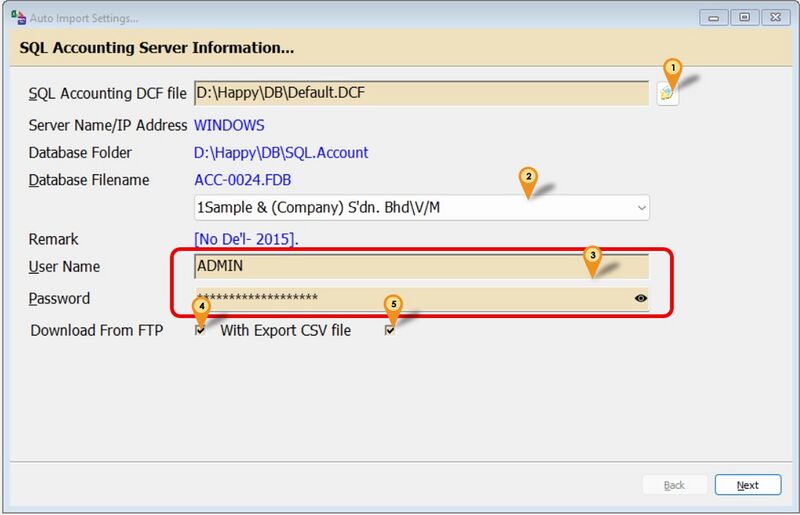 Auto Import Settings...
SQL Accounting Server Information...
SQL Accounting DCF file D:\Happy\DB\Default.DCF
1
Server Name/IP Address WINDOWS
Database Folder D:\Happy\DB\SQL.Account
Database Filename ACC-0024.FDB
2
1Sample & (Company) S'dn. Bhd\V/M
Remark [No De'l- 2015].
3
User Name ADMIN
Password *******************
4 5
Download From FTP With Export CSV file
Back Next